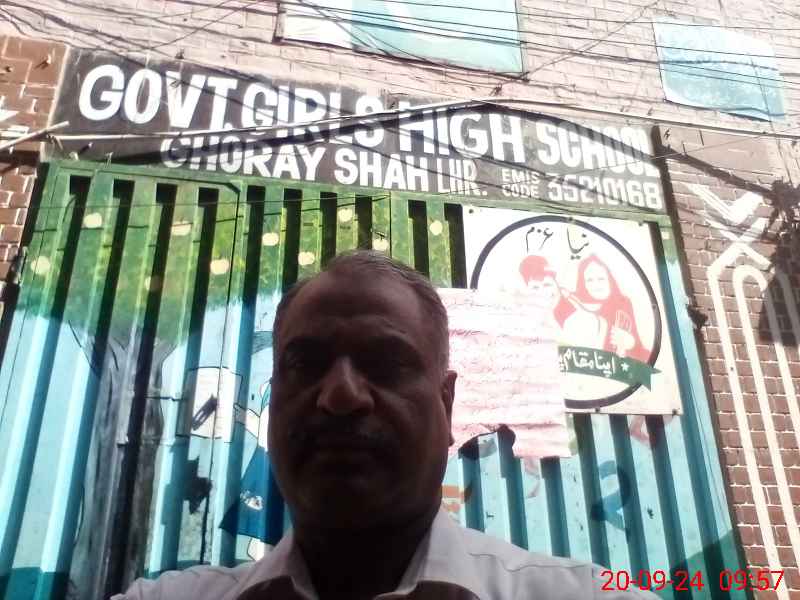 GOVT. GIRLS HIGH SCHOOL
GHORAY SHAH LHR. EMIS CODE 35210168
نیا عزم
اپنا مقام
20-09-24 09:57